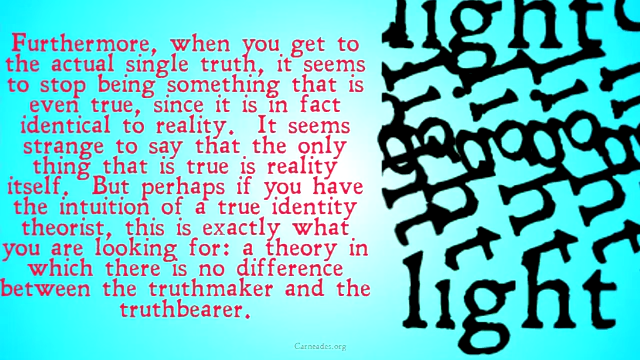 Furthermore, when you get to
the actual single truth, it seems
to stop being something that is
even true, since it is in fact
identical to reality.  It seems
strange to say that the only
thing that is true is reality
itself.  But perhaps if you have
the intuition of a true identity
theorist, this is exactly what
you are looking for: a theory in
which there is no difference
between the truthmaker and the
truthbearer.
Carneades.org
light
light
light
light
light
light